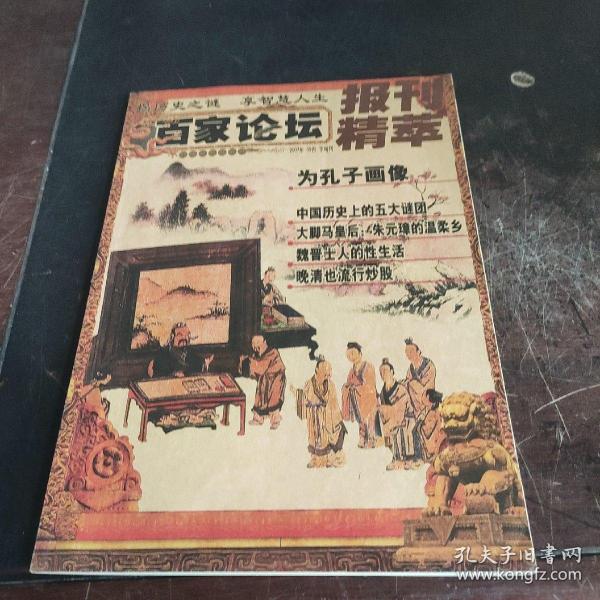 历史之谜 享智慧人生
报刊
精萃
百家论坛
为孔子画像
中国历史上的五大谜团
大脚马皇后：朱元璋的温柔乡
魏晋士人的性生活
晚清也流行炒股
孔夫子旧书网
www.kongfz.com